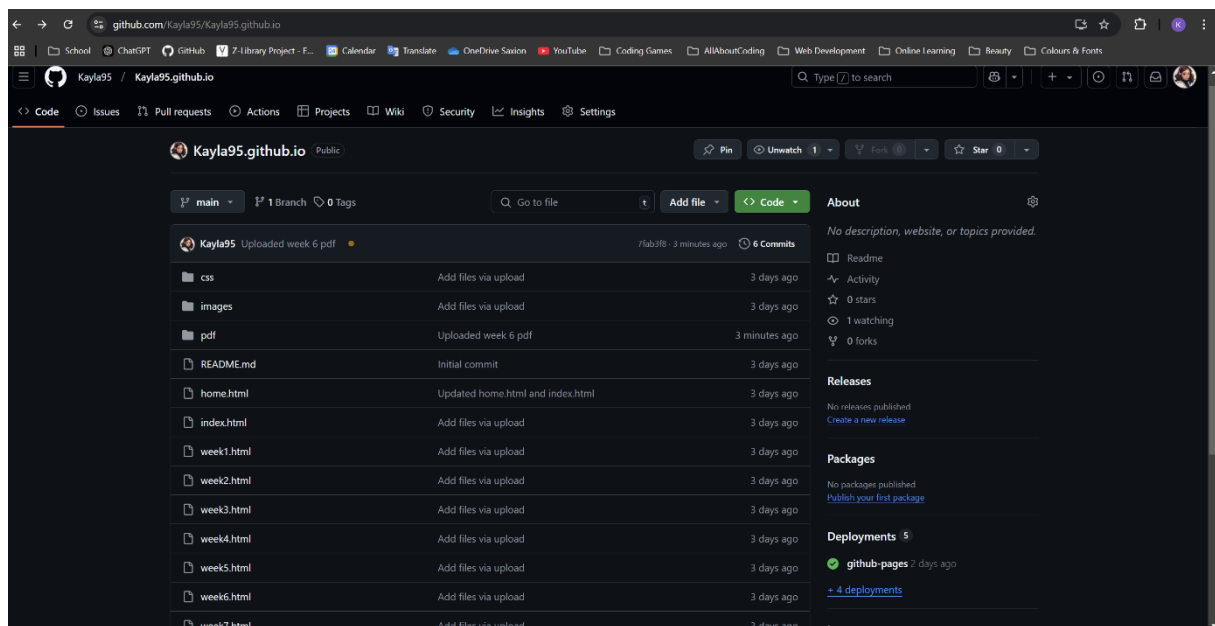 github.com/Kayla95/Kayla95.github.io
K
School ChatGPT GitHub Z-Library Project - F... Calendar Translate OneDrive Saxion YouTube Coding Games AllAboutCoding Web Development Online Learning Beauty Colours & Fonts
Kayla95 / Kayla95.github.io Type / to search
Code Issues Pull requests Actions Projects Wiki Security Insights Settings
Kayla95.github.io Public Pin Unwatch 1 Fork 0 Star 0
main 1 Branch 0 Tags Go to file t Add file Code
Kayla95 Uploaded week 6 pdf 7fab3f8 · 3 minutes ago 6 Commits
css Add files via upload 3 days ago
images Add files via upload 3 days ago
pdf Uploaded week 6 pdf 3 minutes ago
README.md Initial commit 3 days ago
home.html Updated home.html and index.html 3 days ago
index.html Add files via upload 3 days ago
week1.html Add files via upload 3 days ago
week2.html Add files via upload 3 days ago
week3.html Add files via upload 3 days ago
week4.html Add files via upload 3 days ago
week5.html Add files via upload 3 days ago
week6.html Add files via upload 3 days ago
week7.html Add files via upload 3 days ago
About
No description, website, or topics provided.
Readme
Activity
0 stars
1 watching
0 forks
Releases
No releases published
Create a new release
Packages
No packages published
Publish your first package
Deployments 5
github-pages 2 days ago
+ 4 deployments